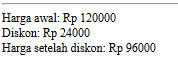 Harga awal: Rp 120000
Diskon: Rp 24000
Harga setelah diskon: Rp 96000